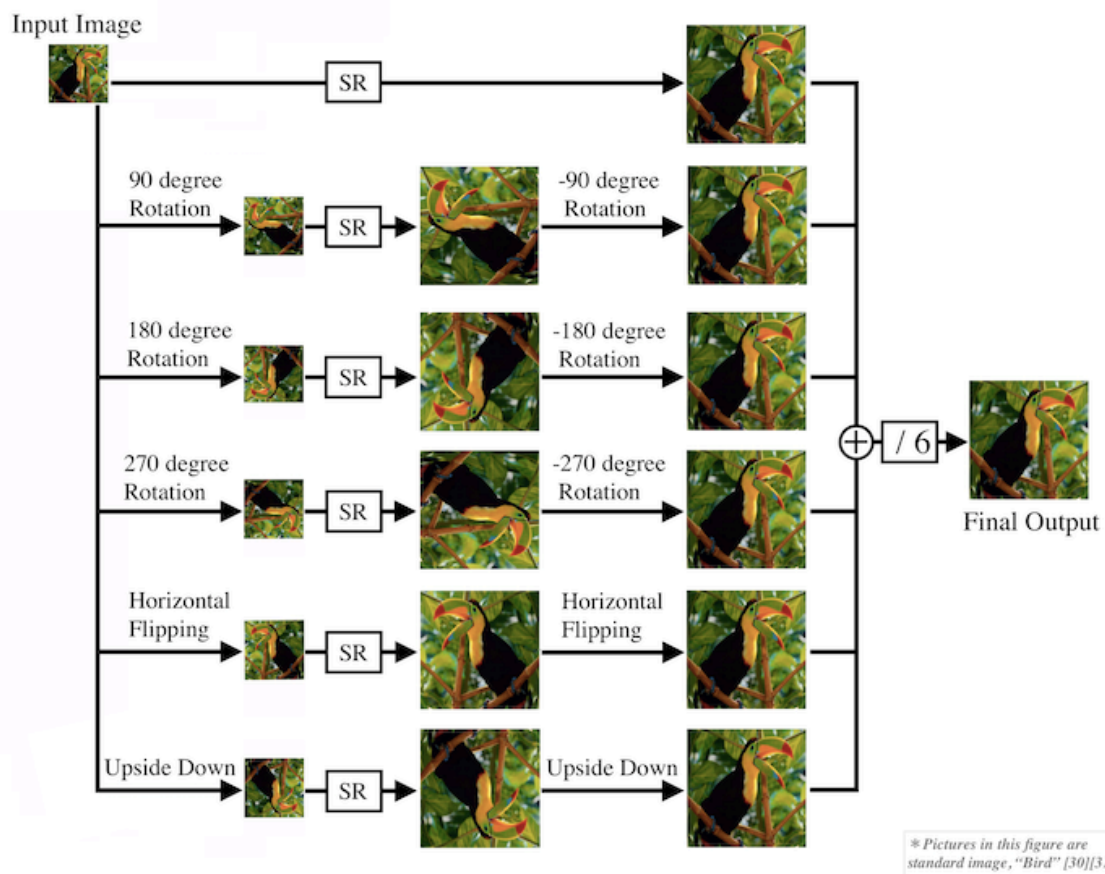 Input Image
SR
90 degree
Rotation
SR
-90 degree
Rotation
180 degree
Rotation
SR
-180 degree
Rotation
270 degree
Rotation
SR
-270 degree
Rotation
/ 6
Final Output
Horizontal
Flipping
SR
Horizontal
Flipping
Upside Down
SR
Upside Down
* Pictures in this figure are
standard image, “Bird” [30][3